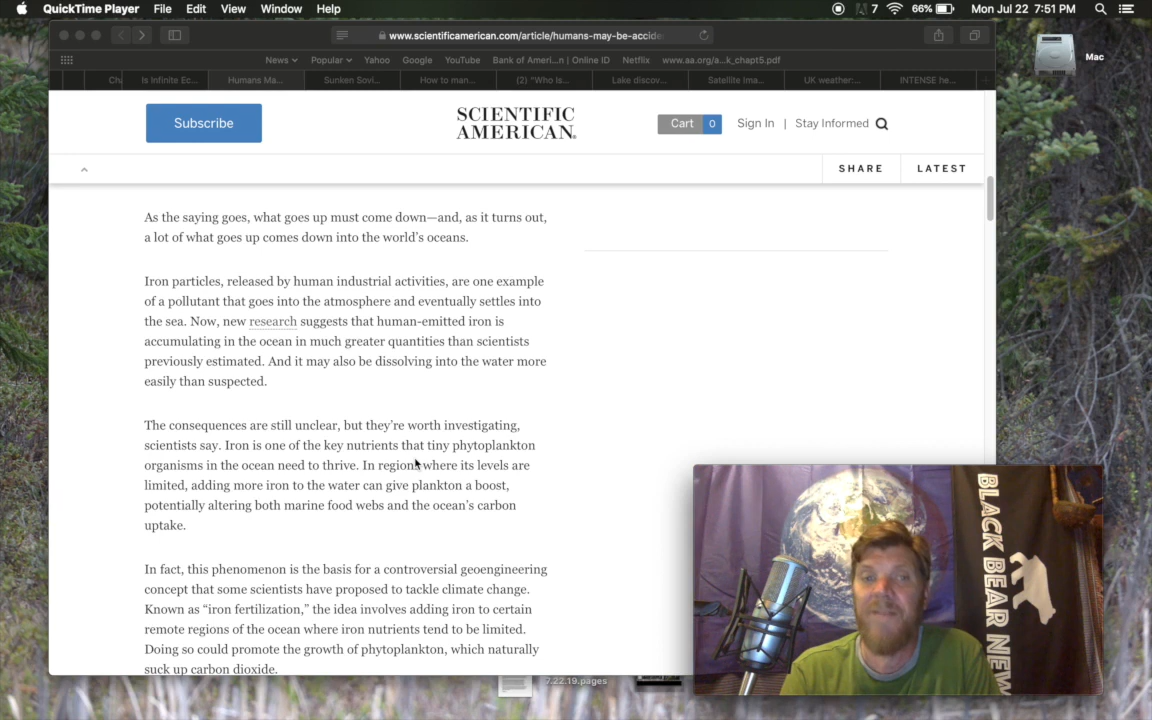 QuickTime Player File Edit View Window Help 7 66% Mon Jul 22 7:51 PM
www.scientificamerican.com/article/humans-may-be-accide
Mac
News Popular Yahoo Google YouTube Bank of Ameri...n | Online ID Netflix www.aa.org/a...k_chapt5.pdf
Is Infinite Ec... Humans Ma... Sunken Sovi... How to man... (2) "Who Is... Lake discov... Satellite Ima... UK weather:... INTENSE he...
Subscribe
SCIENTIFIC
AMERICAN®
Cart 0 Sign In | Stay Informed
SHARE LATEST
As the saying goes, what goes up must come down—and, as it turns out,
a lot of what goes up comes down into the world's oceans.
Iron particles, released by human industrial activities, are one example
of a pollutant that goes into the atmosphere and eventually settles into
the sea. Now, new research suggests that human-emitted iron is
accumulating in the ocean in much greater quantities than scientists
previously estimated. And it may also be dissolving into the water more
easily than suspected.
The consequences are still unclear, but they're worth investigating,
scientists say. Iron is one of the key nutrients that tiny phytoplankton
organisms in the ocean need to thrive. In regions where its levels are
limited, adding more iron to the water can give plankton a boost,
potentially altering both marine food webs and the ocean's carbon
uptake.
In fact, this phenomenon is the basis for a controversial geoengineering
concept that some scientists have proposed to tackle climate change.
Known as "iron fertilization," the idea involves adding iron to certain
remote regions of the ocean where iron nutrients tend to be limited.
Doing so could promote the growth of phytoplankton, which naturally
suck up carbon dioxide.
BLACK BEAR NEW
7.22.19.pages